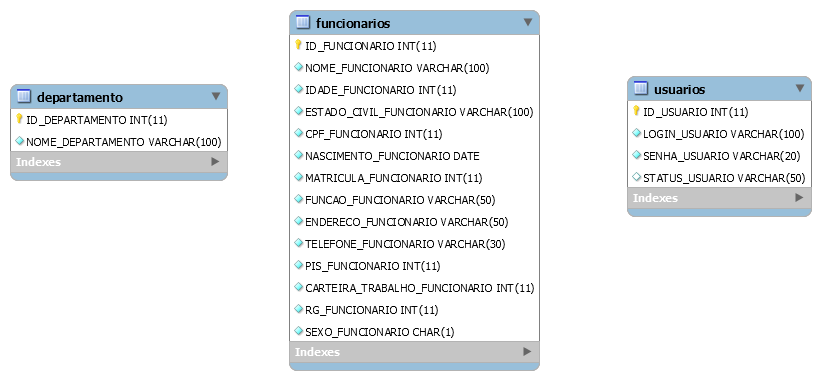 departamento
ID_DEPARTAMENTO INT(11)
NOME_DEPARTAMENTO VARCHAR(100)
Indexes
funcionarios
ID_FUNCIONARIO INT(11)
NOME_FUNCIONARIO VARCHAR(100)
IDADE_FUNCIONARIO INT(11)
ESTADO_CIVIL_FUNCIONARIO VARCHAR(100)
CPF_FUNCIONARIO INT(11)
NASCIMENTO_FUNCIONARIO DATE
MATRICULA_FUNCIONARIO INT(11)
FUNCAO_FUNCIONARIO VARCHAR(50)
ENDERECO_FUNCIONARIO VARCHAR(50)
TELEFONE_FUNCIONARIO VARCHAR(30)
PIS_FUNCIONARIO INT(11)
CARTEIRA_TRABALHO_FUNCIONARIO INT(11)
RG_FUNCIONARIO INT(11)
SEXO_FUNCIONARIO CHAR(1)
Indexes
usuarios
ID_USUARIO INT(11)
LOGIN_USUARIO VARCHAR(100)
SENHA_USUARIO VARCHAR(20)
STATUS_USUARIO VARCHAR(50)
Indexes